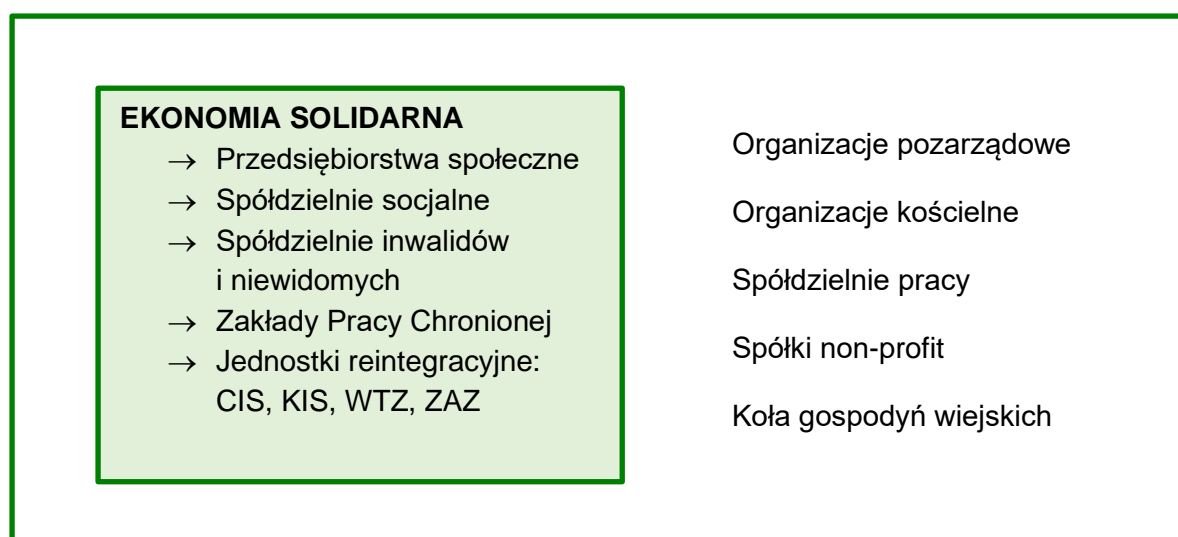 EKONOMIA SOLIDARNA
→ Przedsiębiorstwa społeczne
→ Spółdzielnie socjalne
→ Spółdzielnie inwalidów
i niewidomych
→ Zakłady Pracy Chronionej
→ Jednostki reintegracyjne:
CIS, KIS, WTZ, ZAZ
Organizacje pozarządowe
Organizacje kościelne
Spółdzielnie pracy
Spółki non-profit
Koła gospodyń wiejskich